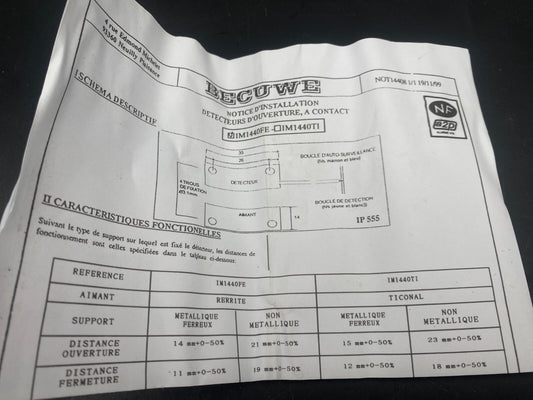 4 rue Edmond Michelet
93360 Neuilly Plaisance
BECUWE
NOT14408 1/1 19/11/99
NOTICE D'INSTALLATION
DETECTEURS D'OUVERTURE, A CONTACT
IM1440FE - IM1440TI
NF
a2p
I SCHEMA DESCRIPTIF
35
26
4 TROUS
DE FIXATION
DETECTEUR
BOUCLE D'AUTO-SURVEILLANCE
(fils marron et blanc)
AIMANT
14
BOUCLE DE DETECTION
(fils jaune et blanc)
IP 555
II CARACTERISTIQUES FONCTIONELLES
Suivant le type de support sur lequel est fixé le détecteur, les distances de
fonctionnement sont celles spécifiées dans le tableau ci-dessous:
REFERENCE IM1440FE IM1440TI
AIMANT RERRITE TICONAL
SUPPORT METALLIQUE FERREUX NON METALLIQUE METALLIQUE FERREUX NON METALLIQUE
DISTANCE OUVERTURE 14 mm+0-50% 21 mm+0-50% 15 mm+0-50% 23 mm+0-50%
DISTANCE FERMETURE 11 mm+0-50% 19 mm+0-50% 12 mm+0-50% 18 mm+0-50%